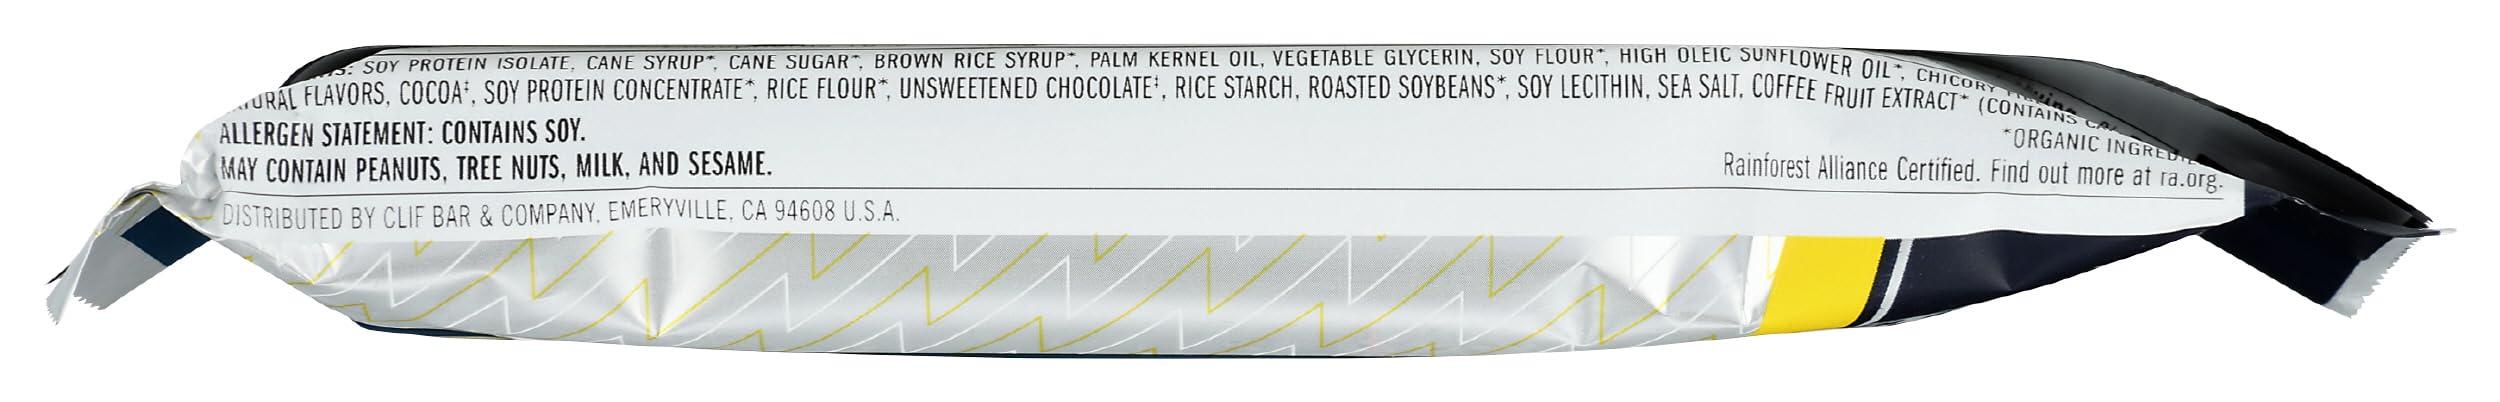 SOY PROTEIN ISOLATE, CANE SYRUP*, CANE SUGAR*, BROWN RICE SYRUP*, PALM KERNEL OIL, VEGETABLE GLYCERIN, SOY FLOUR*, HIGH OLEIC SUNFLOWER OIL*, CHICORY
FLAVORS, COCOA‡, SOY PROTEIN CONCENTRATE*, RICE FLOUR*, UNSWEETENED CHOCOLATE‡, RICE STARCH, ROASTED SOYBEANS*, SOY LECITHIN, SEA SALT, COFFEE FRUIT EXTRACT* (CONTAINS
ALLERGEN STATEMENT: CONTAINS SOY.
*ORGANIC
MAY CONTAIN PEANUTS, TREE NUTS, MILK, AND SESAME.
Rainforest Alliance Certified. Find out more at ra.org.
DISTRIBUTED BY CLIF BAR & COMPANY, EMERYVILLE, CA 94608 U.S.A.